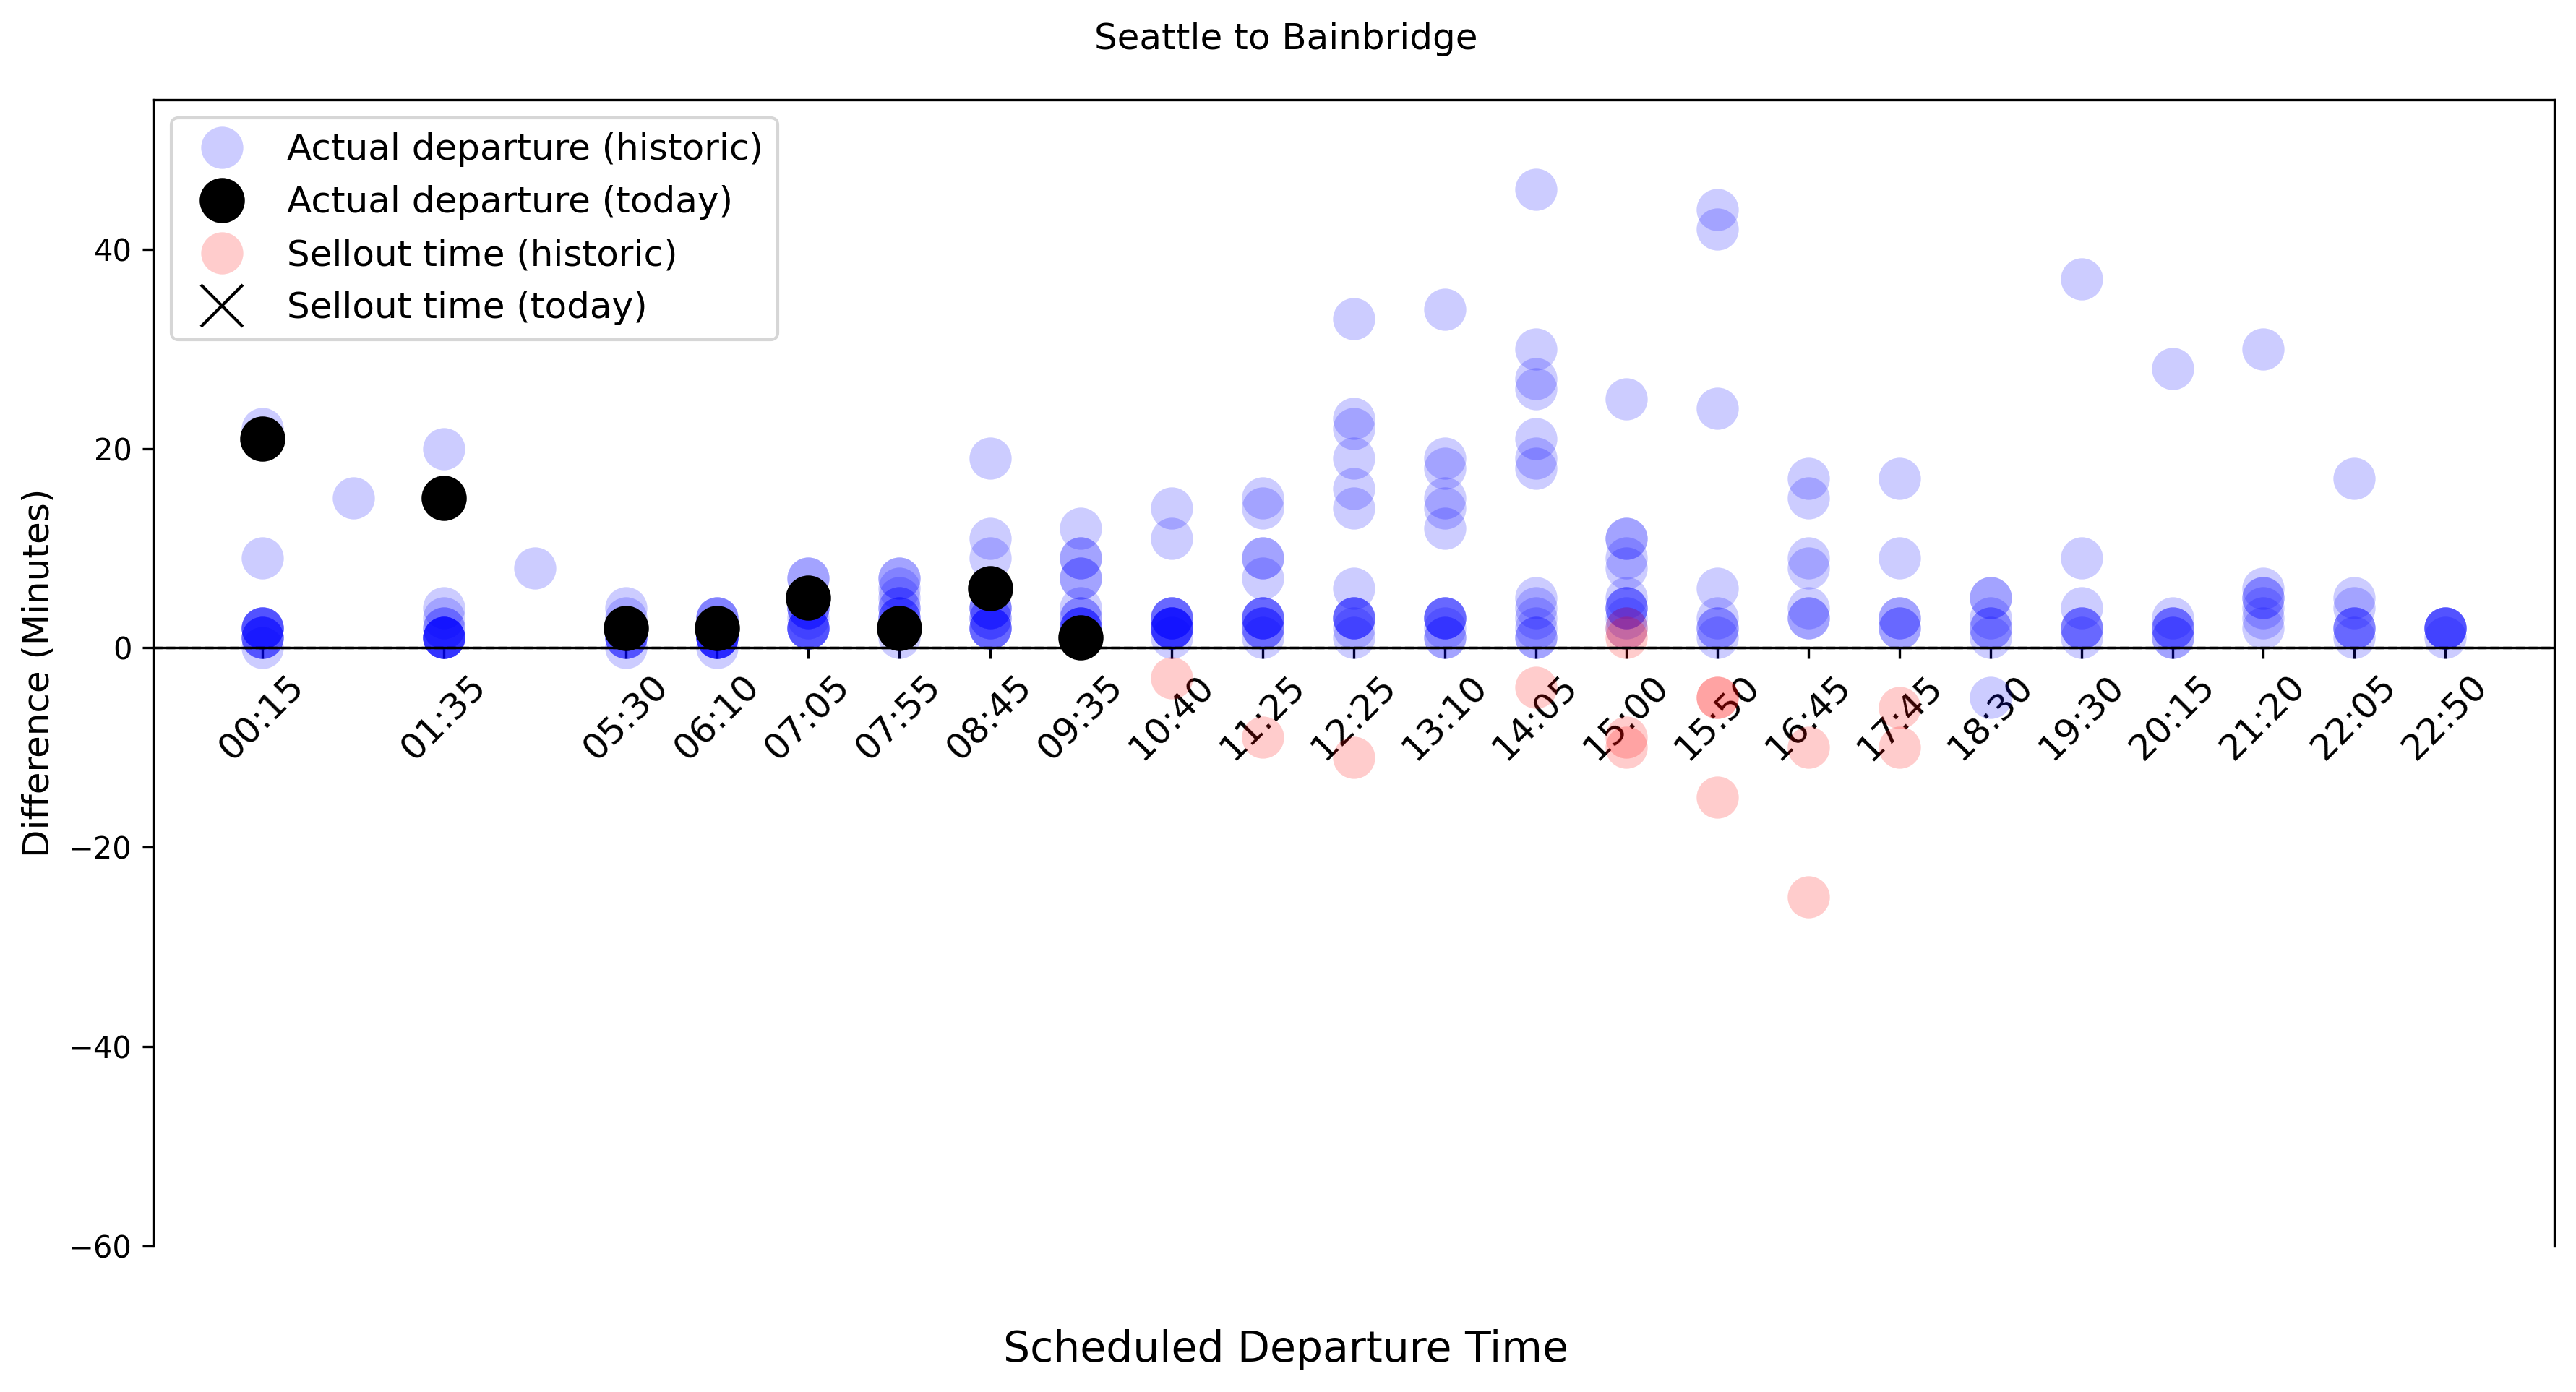 Seattle to Bainbridge
Actual departure (historic)
Actual departure (today)
Sellout time (historic)
Sellout time (today)
Difference (Minutes)
40
20
0
−20
−40
−60
00:15 01:35 05:30 06:10 07:05 07:55 08:45 09:35 10:40 11:25 12:25 13:10 14:05 15:00 15:50 16:45 17:45 18:30 19:30 20:15 21:20 22:05 22:50
Scheduled Departure Time